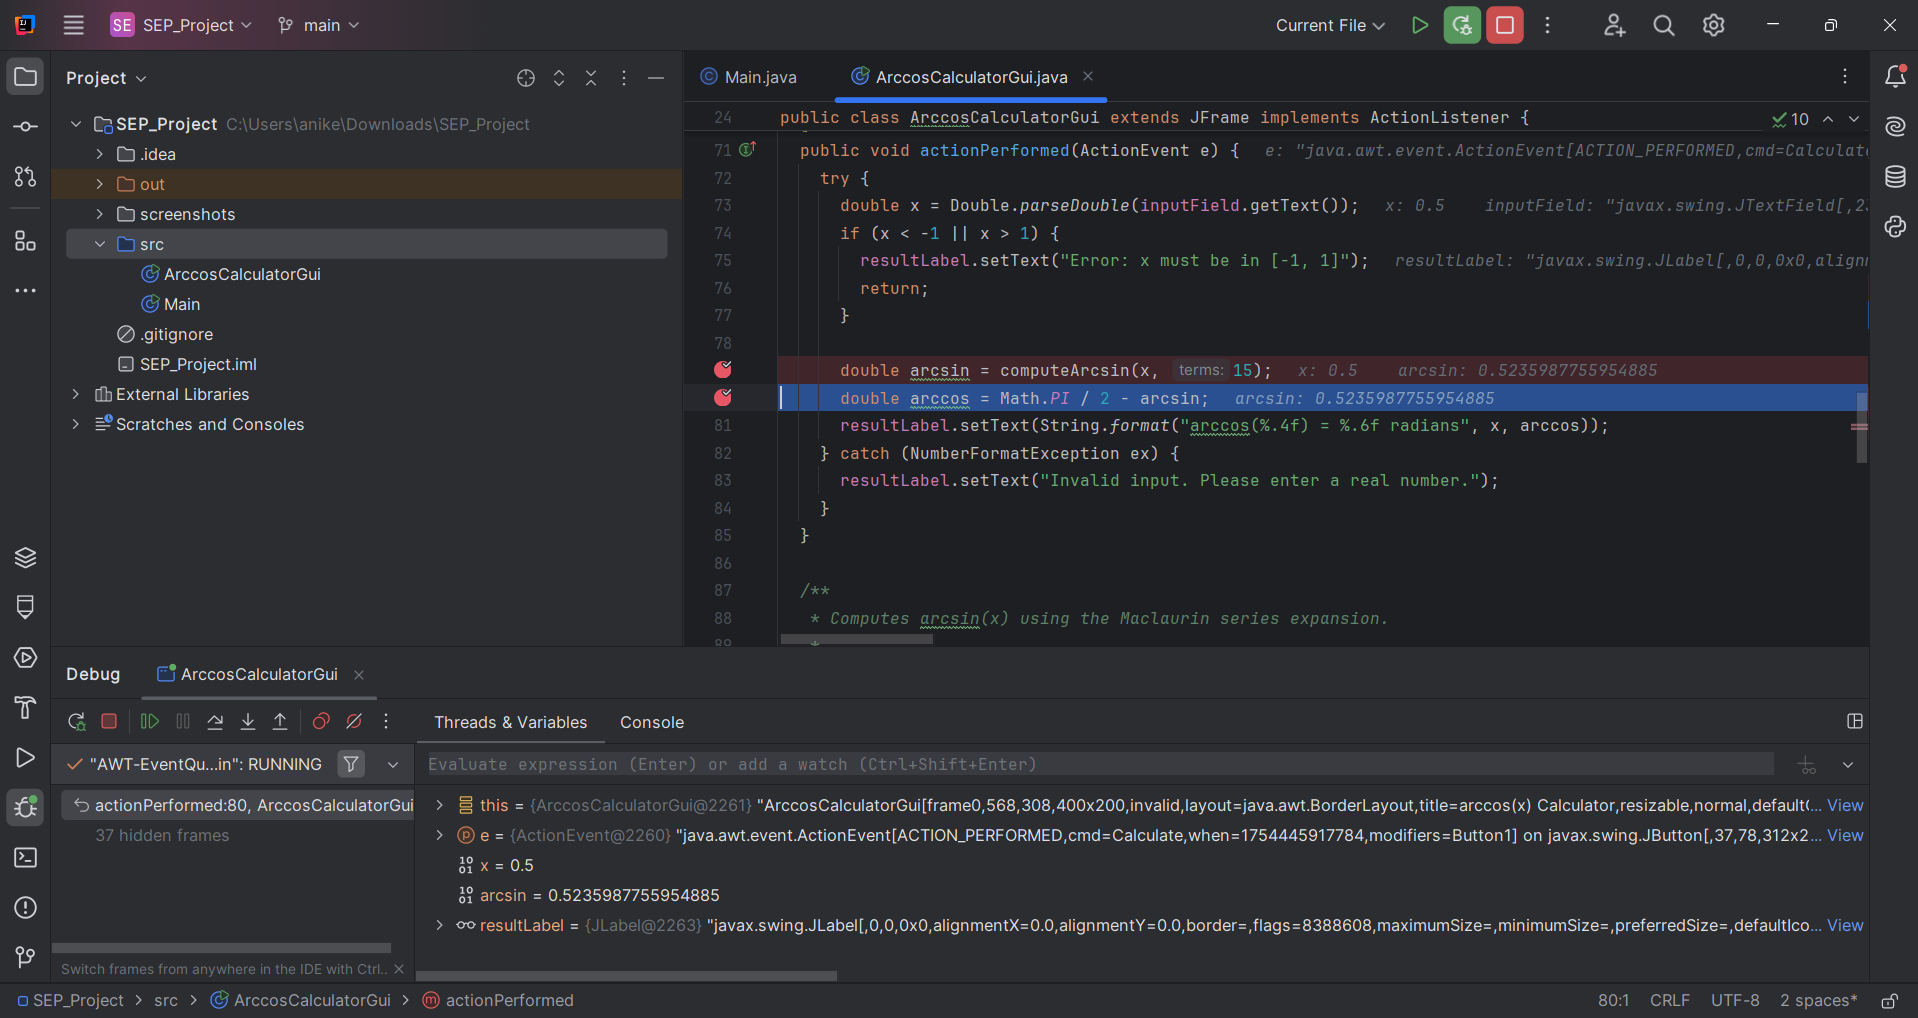 SE SEP_Project main Current File
Project
SEP_Project C:\Users\anike\Downloads\SEP_Project
.idea
out
screenshots
src
ArccosCalculatorGui
Main
.gitignore
SEP_Project.iml
External Libraries
Scratches and Consoles
Main.java ArccosCalculatorGui.java
24 public class ArccosCalculatorGui extends JFrame implements ActionListener { 10
71 public void actionPerformed(ActionEvent e) { e: "java.awt.event.ActionEvent[ACTION_PERFORMED,cmd=Calculat
72 try {
73 double x = Double.parseDouble(inputField.getText()); x: 0.5 inputField: "javax.swing.JTextField[,23
74 if (x < -1 || x > 1) {
75 resultLabel.setText("Error: x must be in [-1, 1]"); resultLabel: "javax.swing.JLabel[,0,0,0x0,align
76 return;
77 }
78
double arcsin = computeArcsin(x, terms: 15); x: 0.5 arcsin: 0.5235987755954885
double arccos = Math.PI / 2 - arcsin; arcsin: 0.5235987755954885
81 resultLabel.setText(String.format("arccos(%.4f) = %.6f radians", x, arccos));
82 } catch (NumberFormatException ex) {
83 resultLabel.setText("Invalid input. Please enter a real number.");
84 }
85 }
86
87 /**
88 * Computes arcsin(x) using the Maclaurin series expansion.
89 *
Debug ArccosCalculatorGui
Threads & Variables Console
"AWT-EventQu...in": RUNNING
actionPerformed:80, ArccosCalculatorGui
37 hidden frames
Switch frames from anywhere in the IDE with Ctrl..
Evaluate expression (Enter) or add a watch (Ctrl+Shift+Enter)
this = {ArccosCalculatorGui@2261} "ArccosCalculatorGui[frame0,568,308,400x200,invalid,layout=java.awt.BorderLayout,title=arccos(x) Calculator,resizable,normal,default... View
e = {ActionEvent@2260} "java.awt.event.ActionEvent[ACTION_PERFORMED,cmd=Calculate,when=1754445917784,modifiers=Button1] on javax.swing.JButton[,37,78,312x2... View
x = 0.5
arcsin = 0.5235987755954885
resultLabel = {JLabel@2263} "javax.swing.JLabel[,0,0,0x0,alignmentX=0.0,alignmentY=0.0,border=,flags=8388608,maximumSize=,minimumSize=,preferredSize=,defaultIco... View
SEP_Project > src > ArccosCalculatorGui > actionPerformed 80:1 CRLF UTF-8 2 spaces*